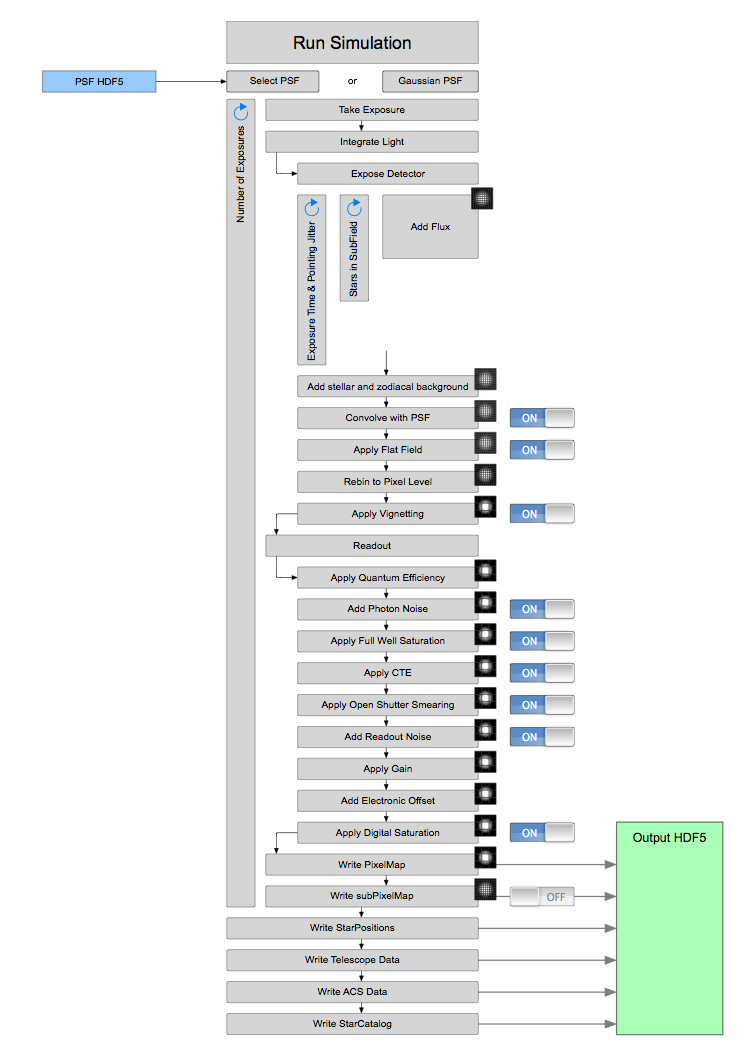 Run Simulation
PSF HDF5
Select PSF
or
Gaussian PSF
Number of Exposures
Take Exposure
Integrate Light
Expose Detector
Exposure Time & Pointing Jitter
Stars in SubField
Add Flux
Add stellar and zodiacal background
Convolve with PSF
ON
Apply Flat Field
ON
Rebin to Pixel Level
Apply Vignetting
ON
Readout
Apply Quantum Efficiency
Add Photon Noise
ON
Apply Full Well Saturation
ON
Apply CTE
ON
Apply Open Shutter Smearing
ON
Add Readout Noise
ON
Apply Gain
Add Electronic Offset
Apply Digital Saturation
ON
Output HDF5
Write PixelMap
Write subPixelMap
OFF
Write StarPositions
Write Telescope Data
Write ACS Data
Write StarCatalog